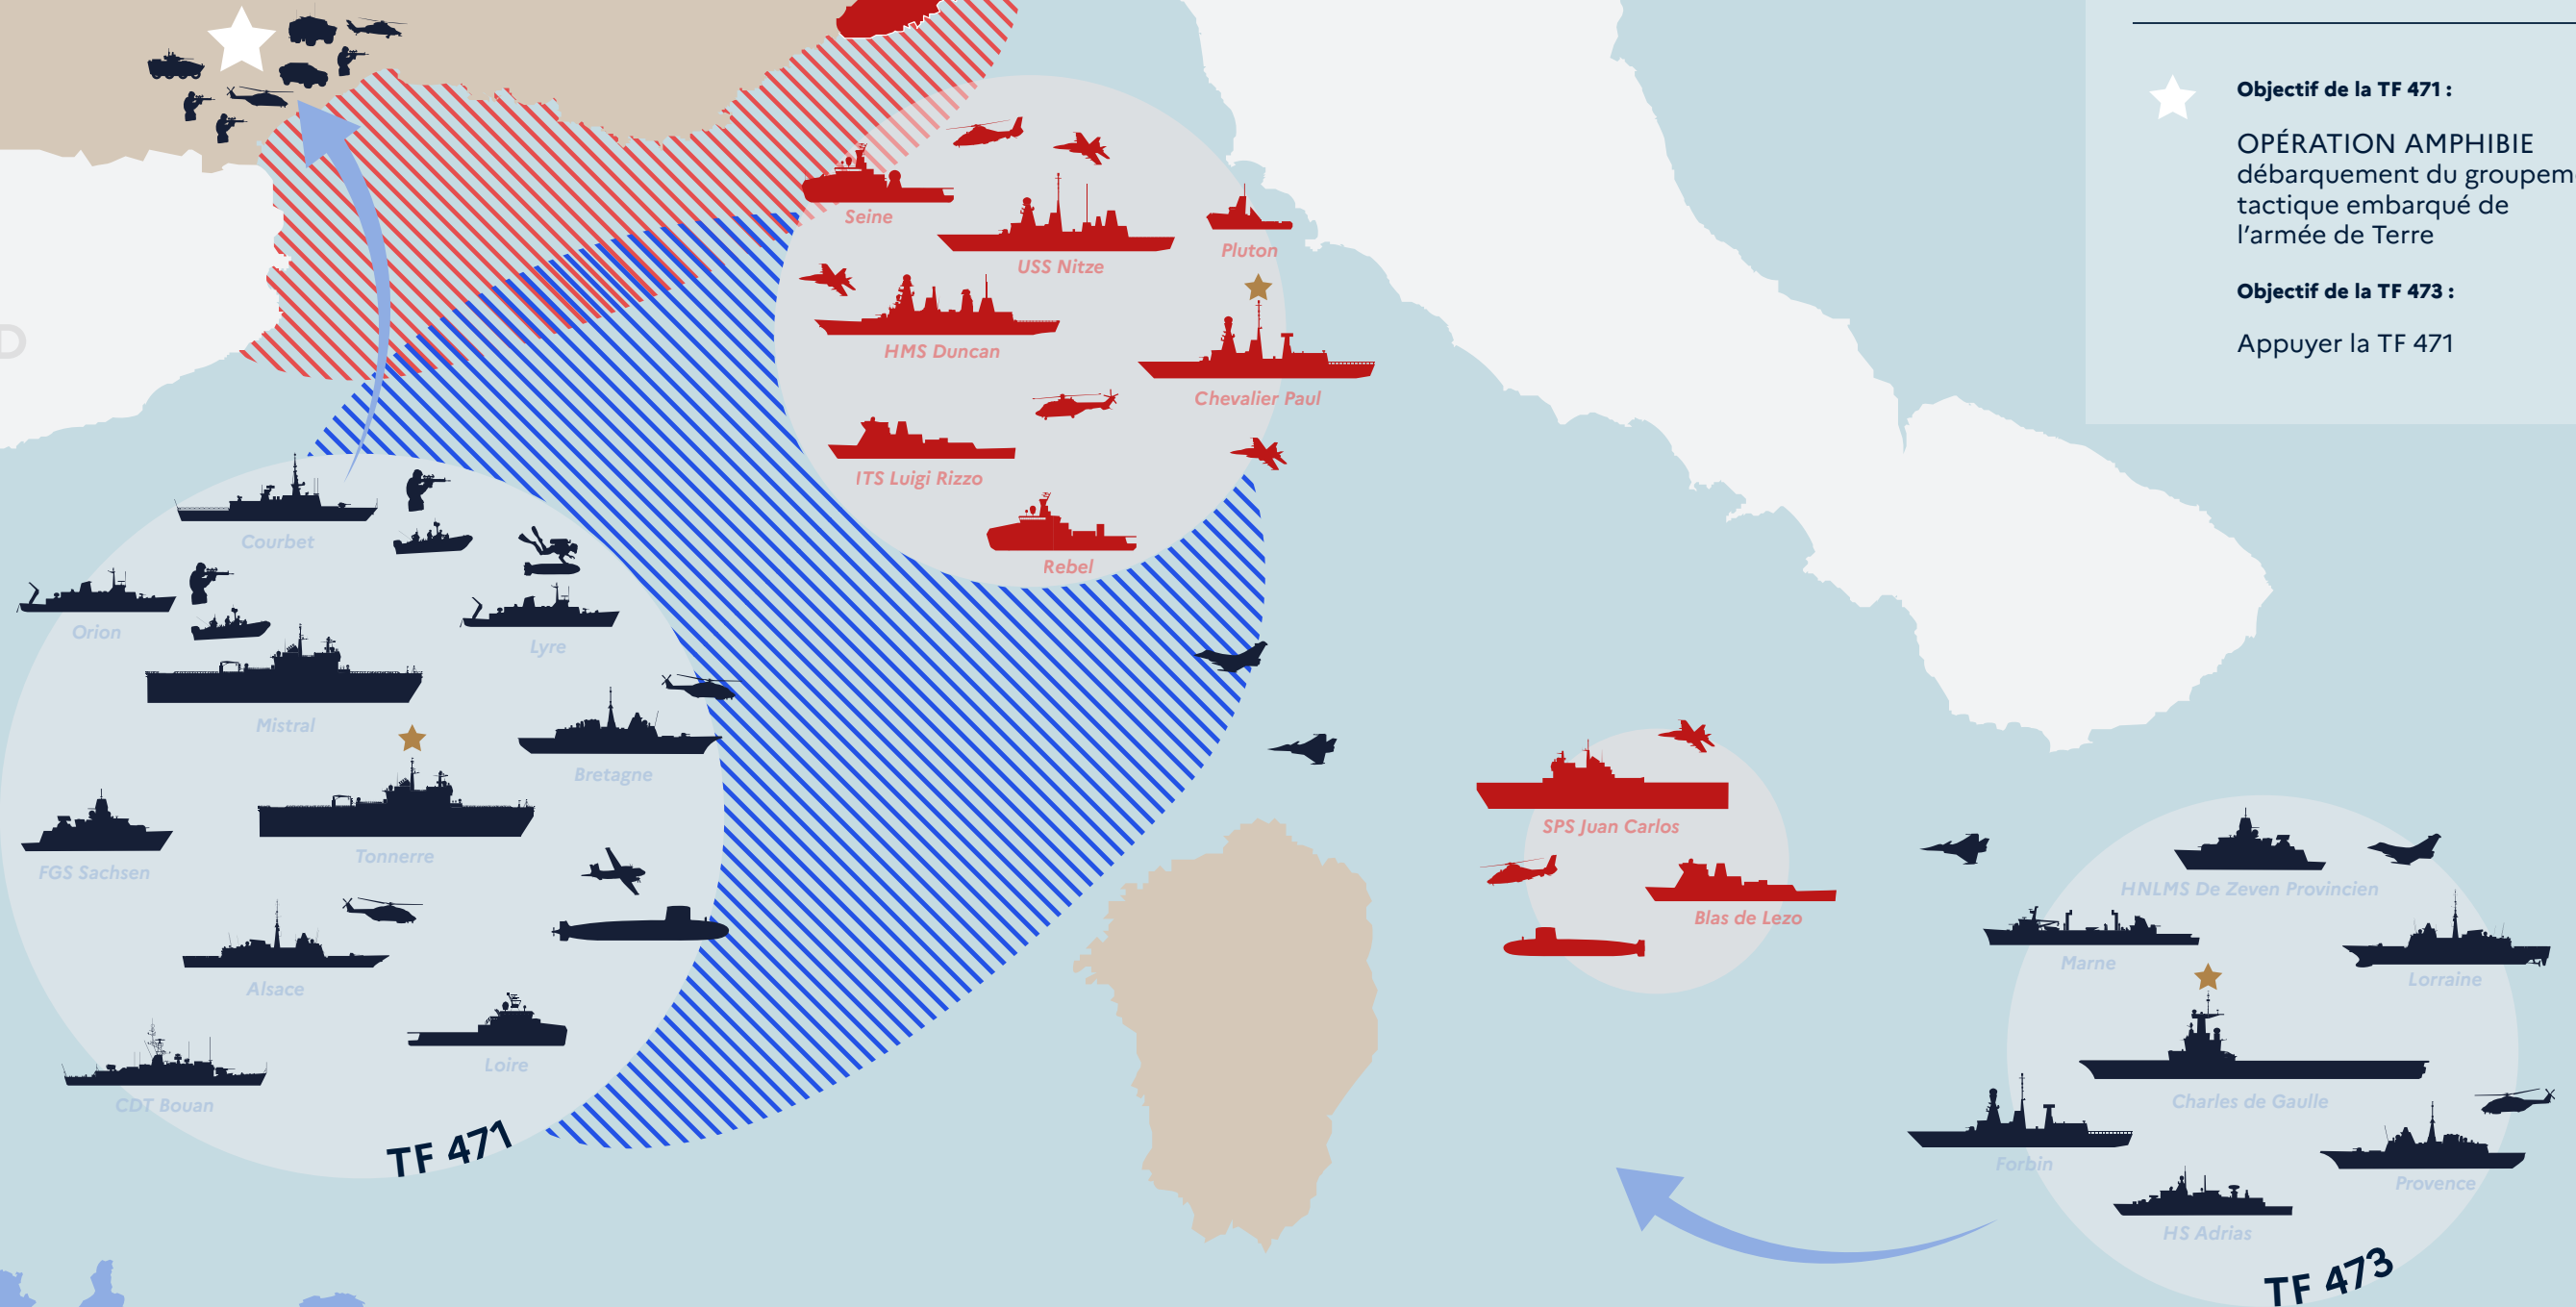 Objectif de la TF 471 :
OPÉRATION AMPHIBIE
débarquement du groupem
tactique embarqué de
l'armée de Terre
Objectif de la TF 473 :
Appuyer la TF 471
D
Seine
USS Nitze
Pluton
HMS Duncan
Chevalier Paul
ITS Luigi Rizzo
Rebel
Courbet
Orion
Lyre
Mistral
Bretagne
Tonnerre
FGS Sachsen
Alsace
Loire
CDT Bouan
TF 471
SPS Juan Carlos
Blas de Lezo
HNLMS De Zeven Provincien
Marne
Lorraine
Charles de Gaulle
Forbin
Provence
HS Adrias
TF 473